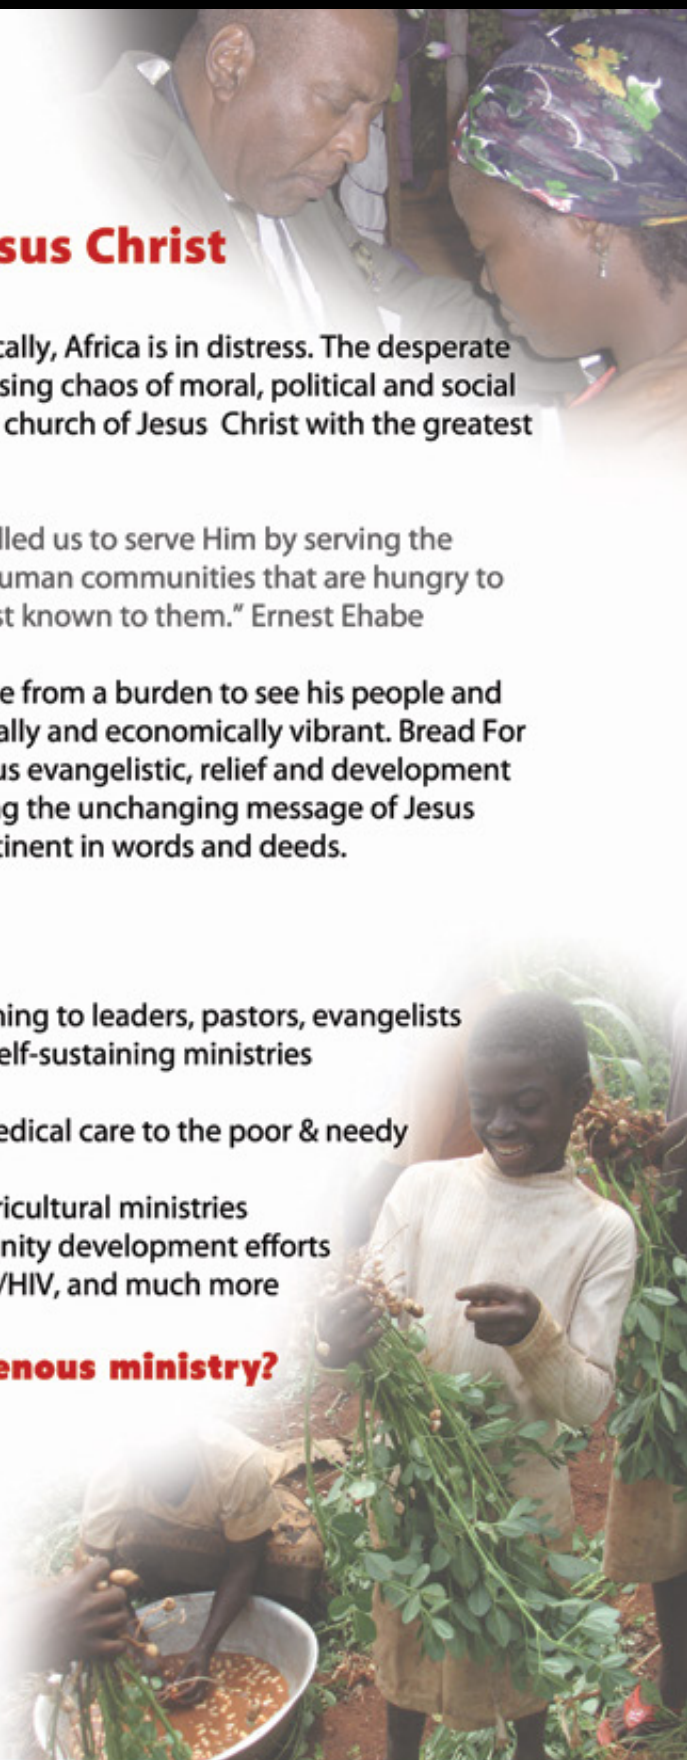 sus Christ
cally, Africa is in distress. The desperate
sing chaos of moral, political and social
church of Jesus Christ with the greatest
lled us to serve Him by serving the
uman communities that are hungry to
st known to them.” Ernest Ehabe
e from a burden to see his people and
ally and economically vibrant. Bread For
us evangelistic, relief and development
g the unchanging message of Jesus
tinent in words and deeds.
ning to leaders, pastors, evangelists
elf-sustaining ministries
edical care to the poor & needy
ricultural ministries
nity development efforts
/HIV, and much more
enous ministry?